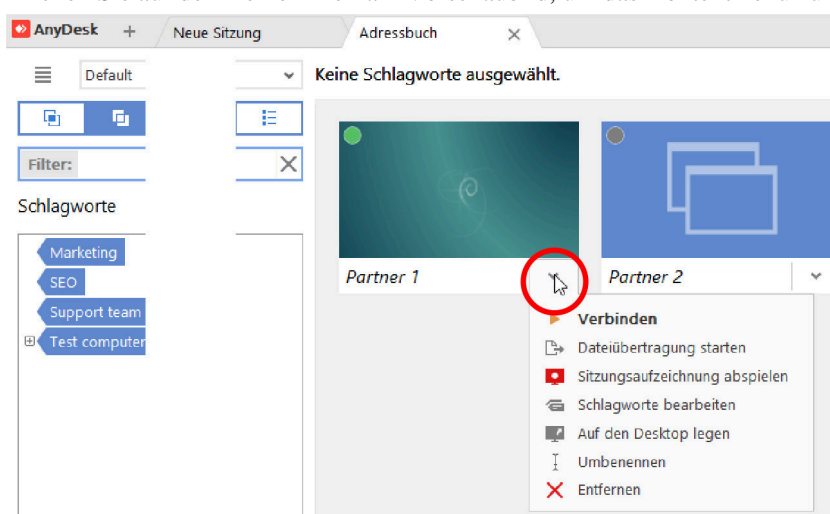 AnyDesk + Neue Sitzung Adressbuch
Default
Keine Schlagworte ausgewählt.
Filter:
Schlagworte
Marketing
SEO
Support team
Test computer
Partner 1
Partner 2
Verbinden
Dateiübertragung starten
Sitzungsaufzeichnung abspielen
Schlagworte bearbeiten
Auf den Desktop legen
Umbenennen
Entfernen